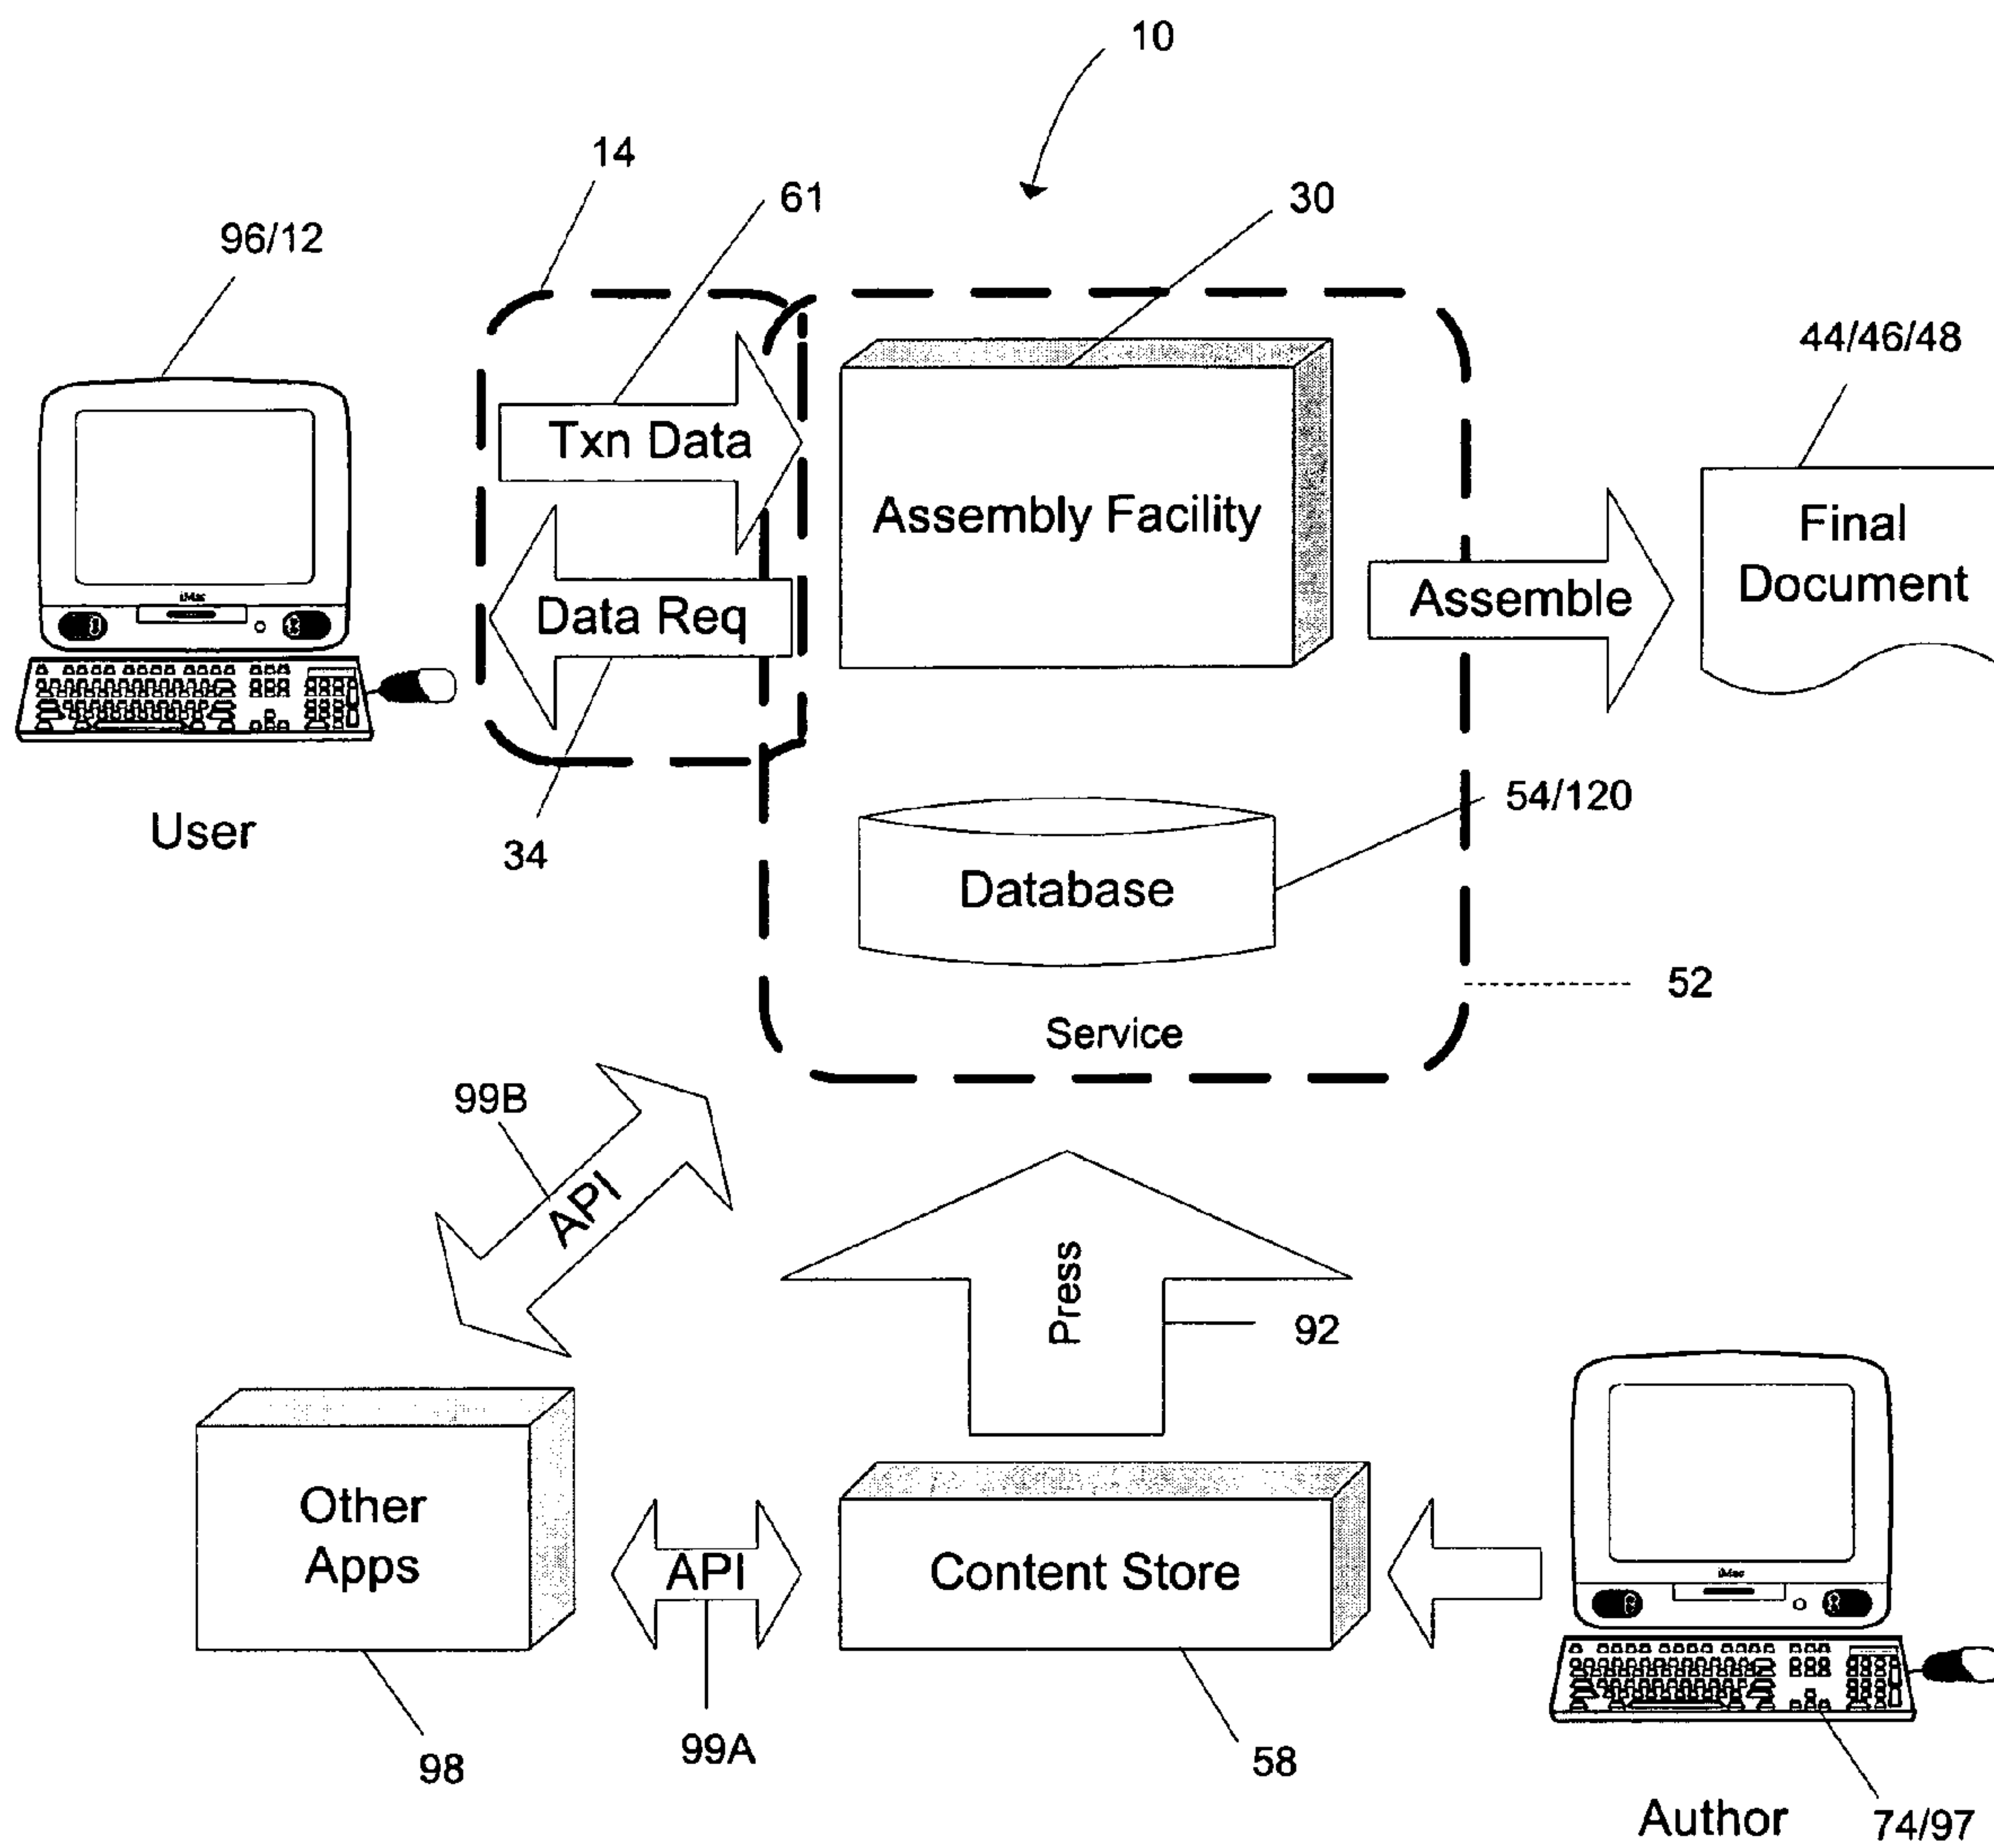 10
14
61
30
96/12
44/46/48
Txn Data
Assembly Facility
Final
Document
Data Req
Assemble
iMac
User
34
54/120
Database
52
Service
99B
API
Press
92
Other
Apps
API
Content Store
iMac
98
99A
58
Author
74/97